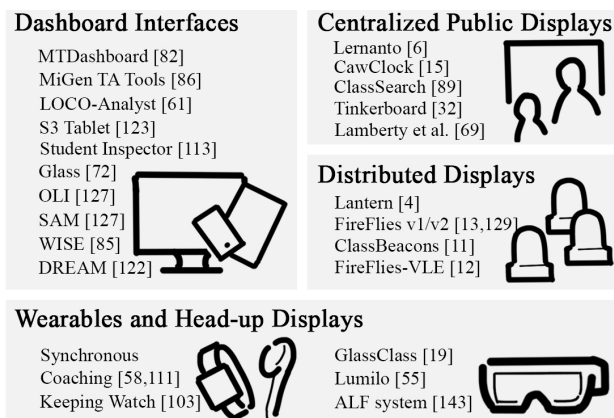 Dashboard Interfaces
MTDashboard [82]
MiGen TA Tools [86]
LOCO-Analyst [61]
S3 Tablet [123]
Student Inspector [113]
Glass [72]
OLI [127]
SAM [127]
WISE [85]
DREAM [122]
Centralized Public Displays
Lernanto [6]
CawClock [15]
ClassSearch [89]
Tinkerboard [32]
Lamberty et al. [69]
Distributed Displays
Lantern [4]
FireFlies v1/v2 [13,129]
ClassBeacons [11]
FireFlies-VLE [12]
Wearables and Head-up Displays
Synchronous
Coaching [58,111]
Keeping Watch [103]
GlassClass [19]
Lumilo [55]
ALF system [143]